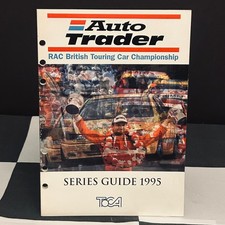 Auto
Trader
RAC British Touring Car Championship
SERIES GUIDE 1995
TOCA